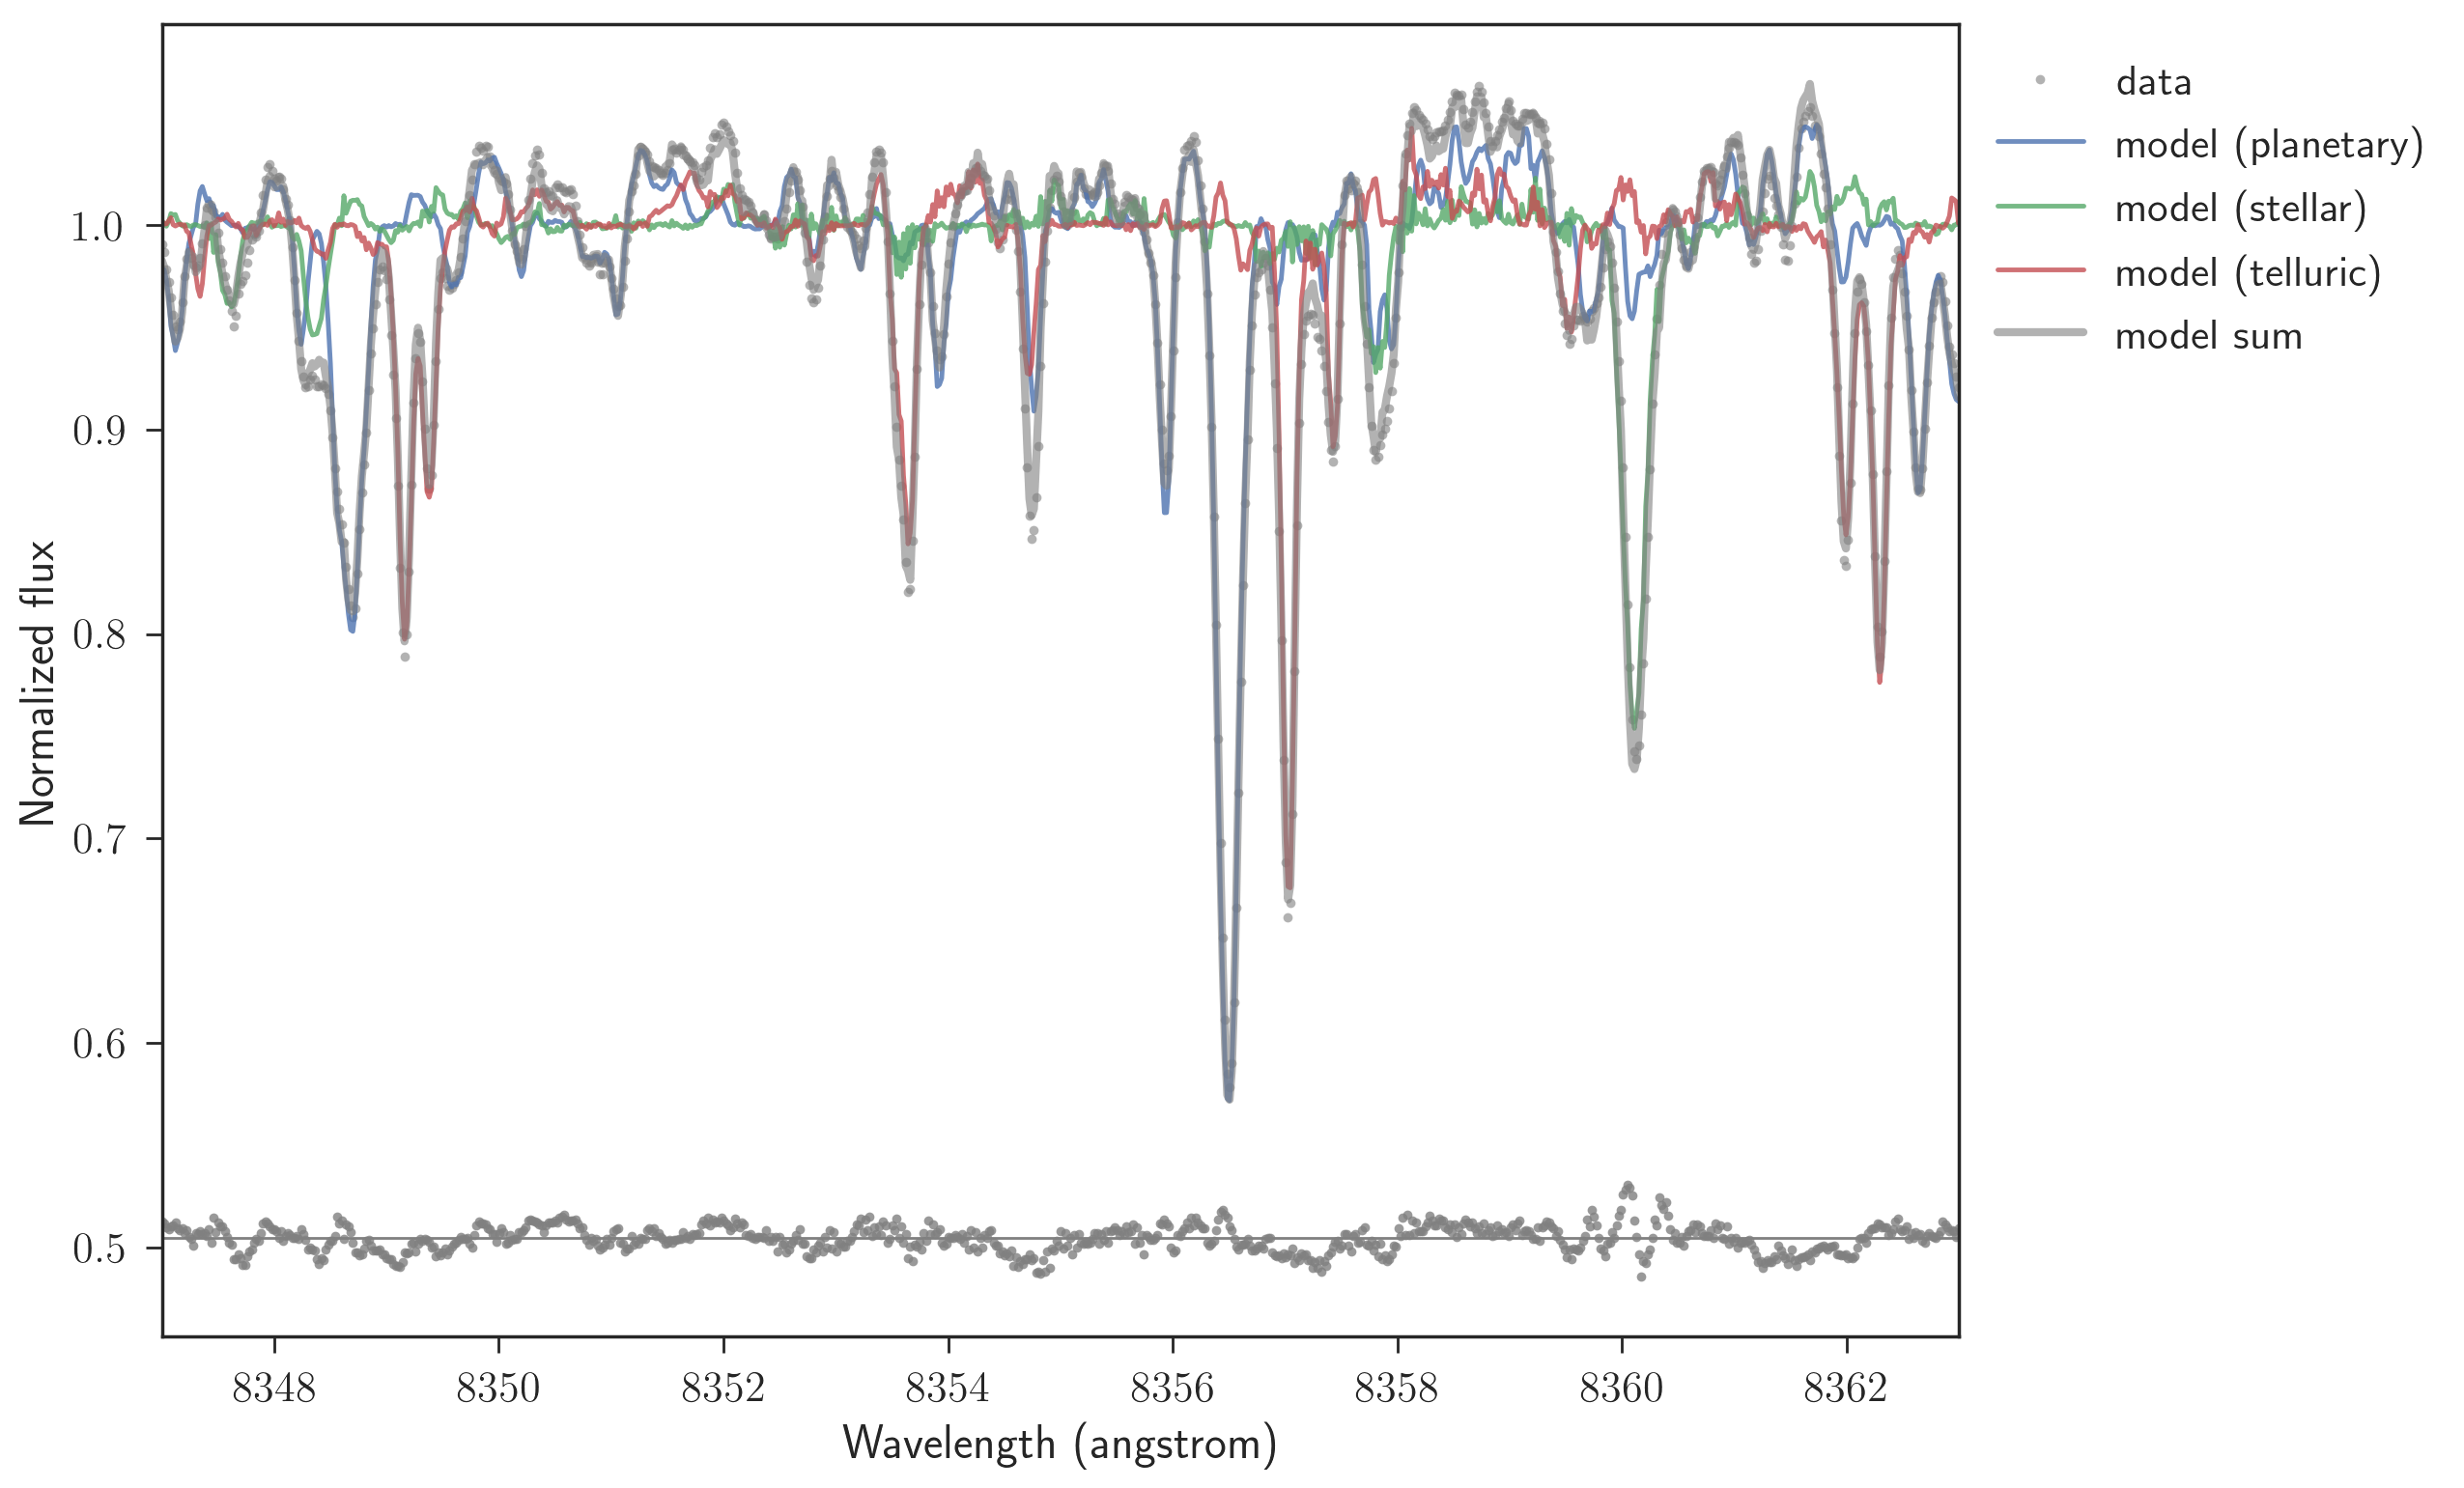 data
model (planetary)
model (stellar)
model (telluric)
model sum
Normalized flux
1.0
0.9
0.8
0.7
0.6
0.5
8348 8350 8352 8354 8356 8358 8360 8362
Wavelength (angstrom)